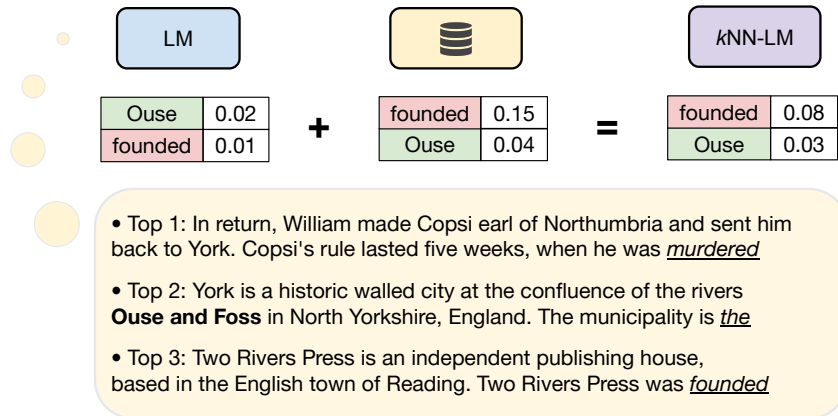 LM
kNN-LM
Ouse 0.02
founded 0.01
+
founded 0.15
Ouse 0.04
=
founded 0.08
Ouse 0.03
• Top 1: In return, William made Copsi earl of Northumbria and sent him
back to York. Copsi's rule lasted five weeks, when he was murdered
• Top 2: York is a historic walled city at the confluence of the rivers
Ouse and Foss in North Yorkshire, England. The municipality is the
• Top 3: Two Rivers Press is an independent publishing house,
based in the English town of Reading. Two Rivers Press was founded